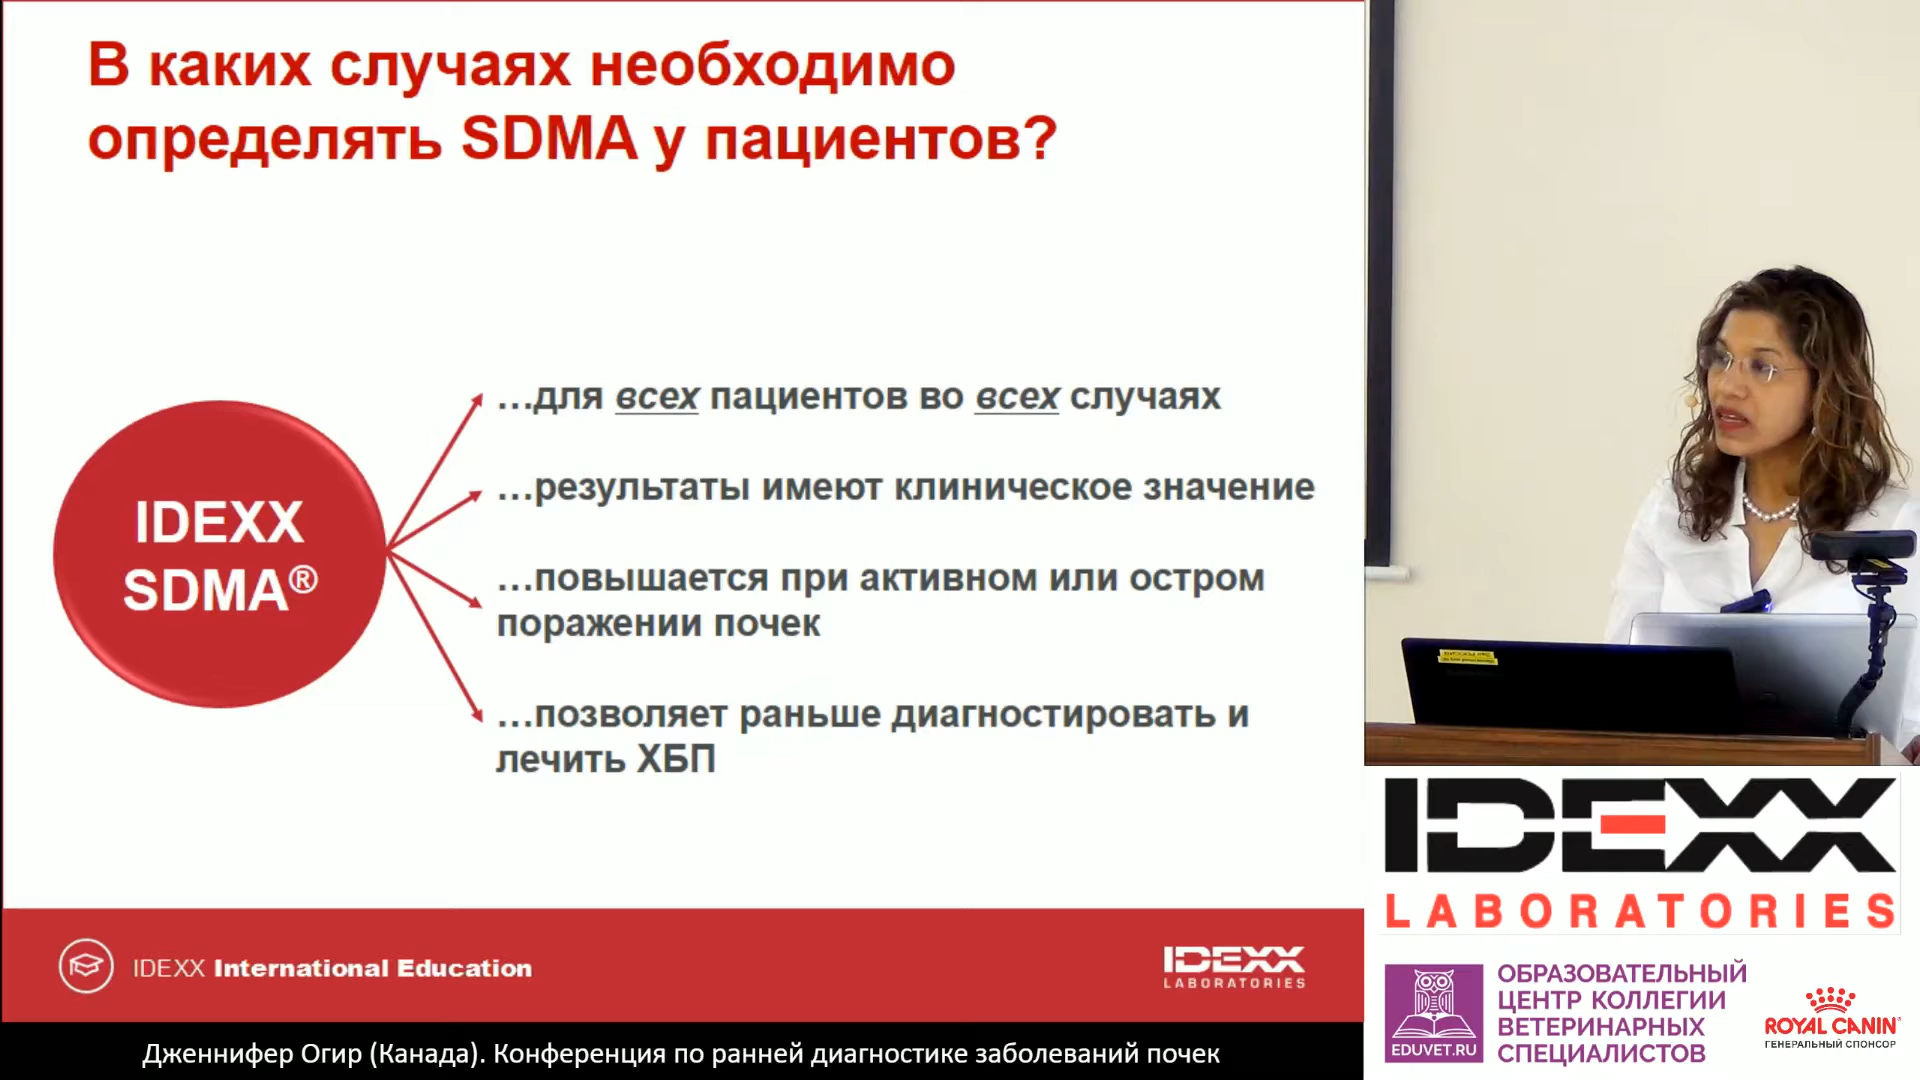 В каких случаях необходимо
определять SDMA у пациентов?
IDEXX
SDMA®
…для всех пациентов во всех случаях
…результаты имеют клиническое значение
…повышается при активном или остром
поражении почек
…позволяет раньше диагностировать и
лечить ХБП
IDEXX International Education
IDEXX
LABORATORIES
Дженнифер Огир (Канада). Конференция по ранней диагностике заболеваний почек
IDEXX
LABORATORIES
EDUVET.RU
ОБРАЗОВАТЕЛЬНЫЙ
ЦЕНТР КОЛЛЕГИИ
ВЕТЕРИНАРНЫХ
СПЕЦИАЛИСТОВ
ROYAL CANIN
ГЕНЕРАЛЬНЫЙ СПОНСОР